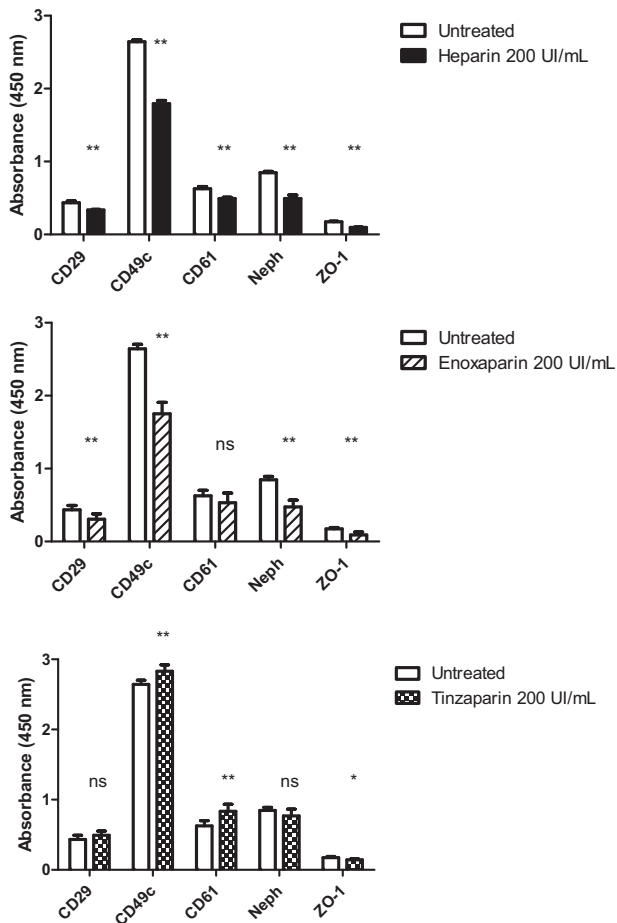 Absorbance (450 nm)
3
2
1
0
**
**
**
**
**
CD29
CD49c
CD61
Neph
ZO-1
Untreated
Heparin 200 UI/mL
Absorbance (450 nm)
3
2
1
0
**
**
ns
**
**
CD29
CD49c
CD61
Neph
ZO-1
Untreated
Enoxaparin 200 UI/mL
Absorbance (450 nm)
3
2
1
0
ns
**
**
ns
*
CD29
CD49c
CD61
Neph
ZO-1
Untreated
Tinzaparin 200 UI/mL